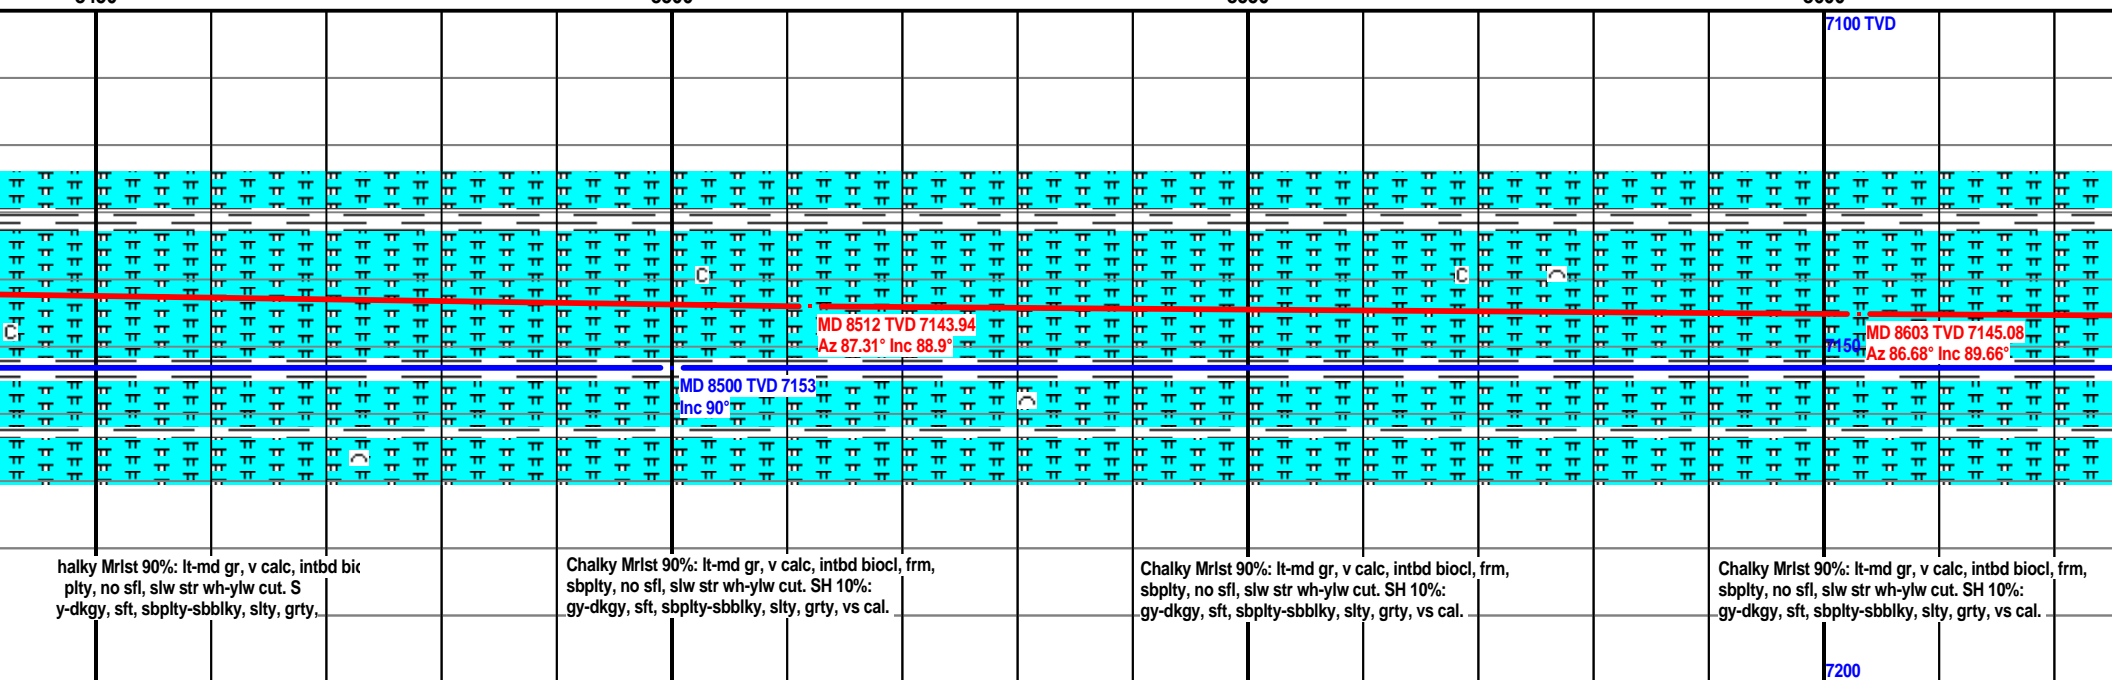 7100 TVD
C
C
C
MD 8512 TVD 7143.94
Az 87.31° Inc 88.9°
MD 8603 TVD 7145.08
Az 86.68° Inc 89.66°
7150
MD 8500 TVD 7153
Inc 90°
halky Mrlst 90%: lt-md gr, v calc, intbd bio
plty, no sfl, slw str wh-ylw cut. S
y-dkgy, sft, sbplty-sbblky, slty, grty,
Chalky Mrlst 90%: lt-md gr, v calc, intbd biocl, frm,
sbplty, no sfl, slw str wh-ylw cut. SH 10%:
gy-dkgy, sft, sbplty-sbblky, slty, grty, vs cal.
Chalky Mrlst 90%: lt-md gr, v calc, intbd biocl, frm,
sbplty, no sfl, slw str wh-ylw cut. SH 10%:
gy-dkgy, sft, sbplty-sbblky, slty, grty, vs cal.
Chalky Mrlst 90%: lt-md gr, v calc, intbd biocl, frm,
sbplty, no sfl, slw str wh-ylw cut. SH 10%:
gy-dkgy, sft, sbplty-sbblky, slty, grty, vs cal.
7200